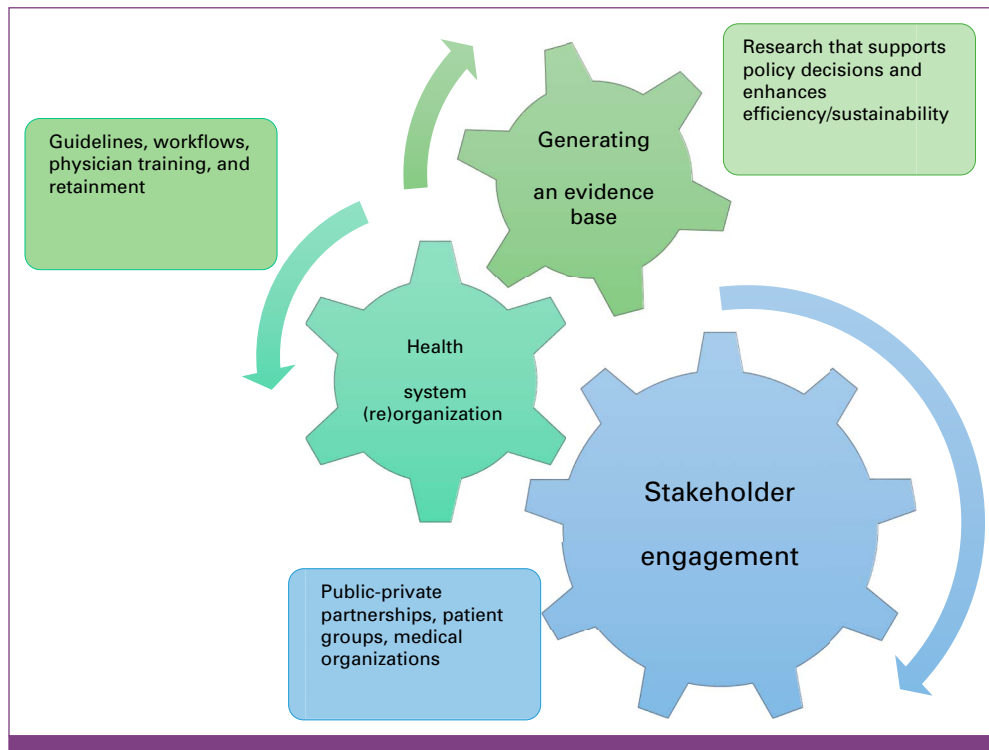 Research that supports
policy decisions and
enhances
efficiency/sustainability
Generating
an evidence
base
Guidelines, workflows,
physician training, and
retainment
Health
system
(re)organization
Stakeholder
engagement
Public-private
partnerships, patient
groups, medical
organizations